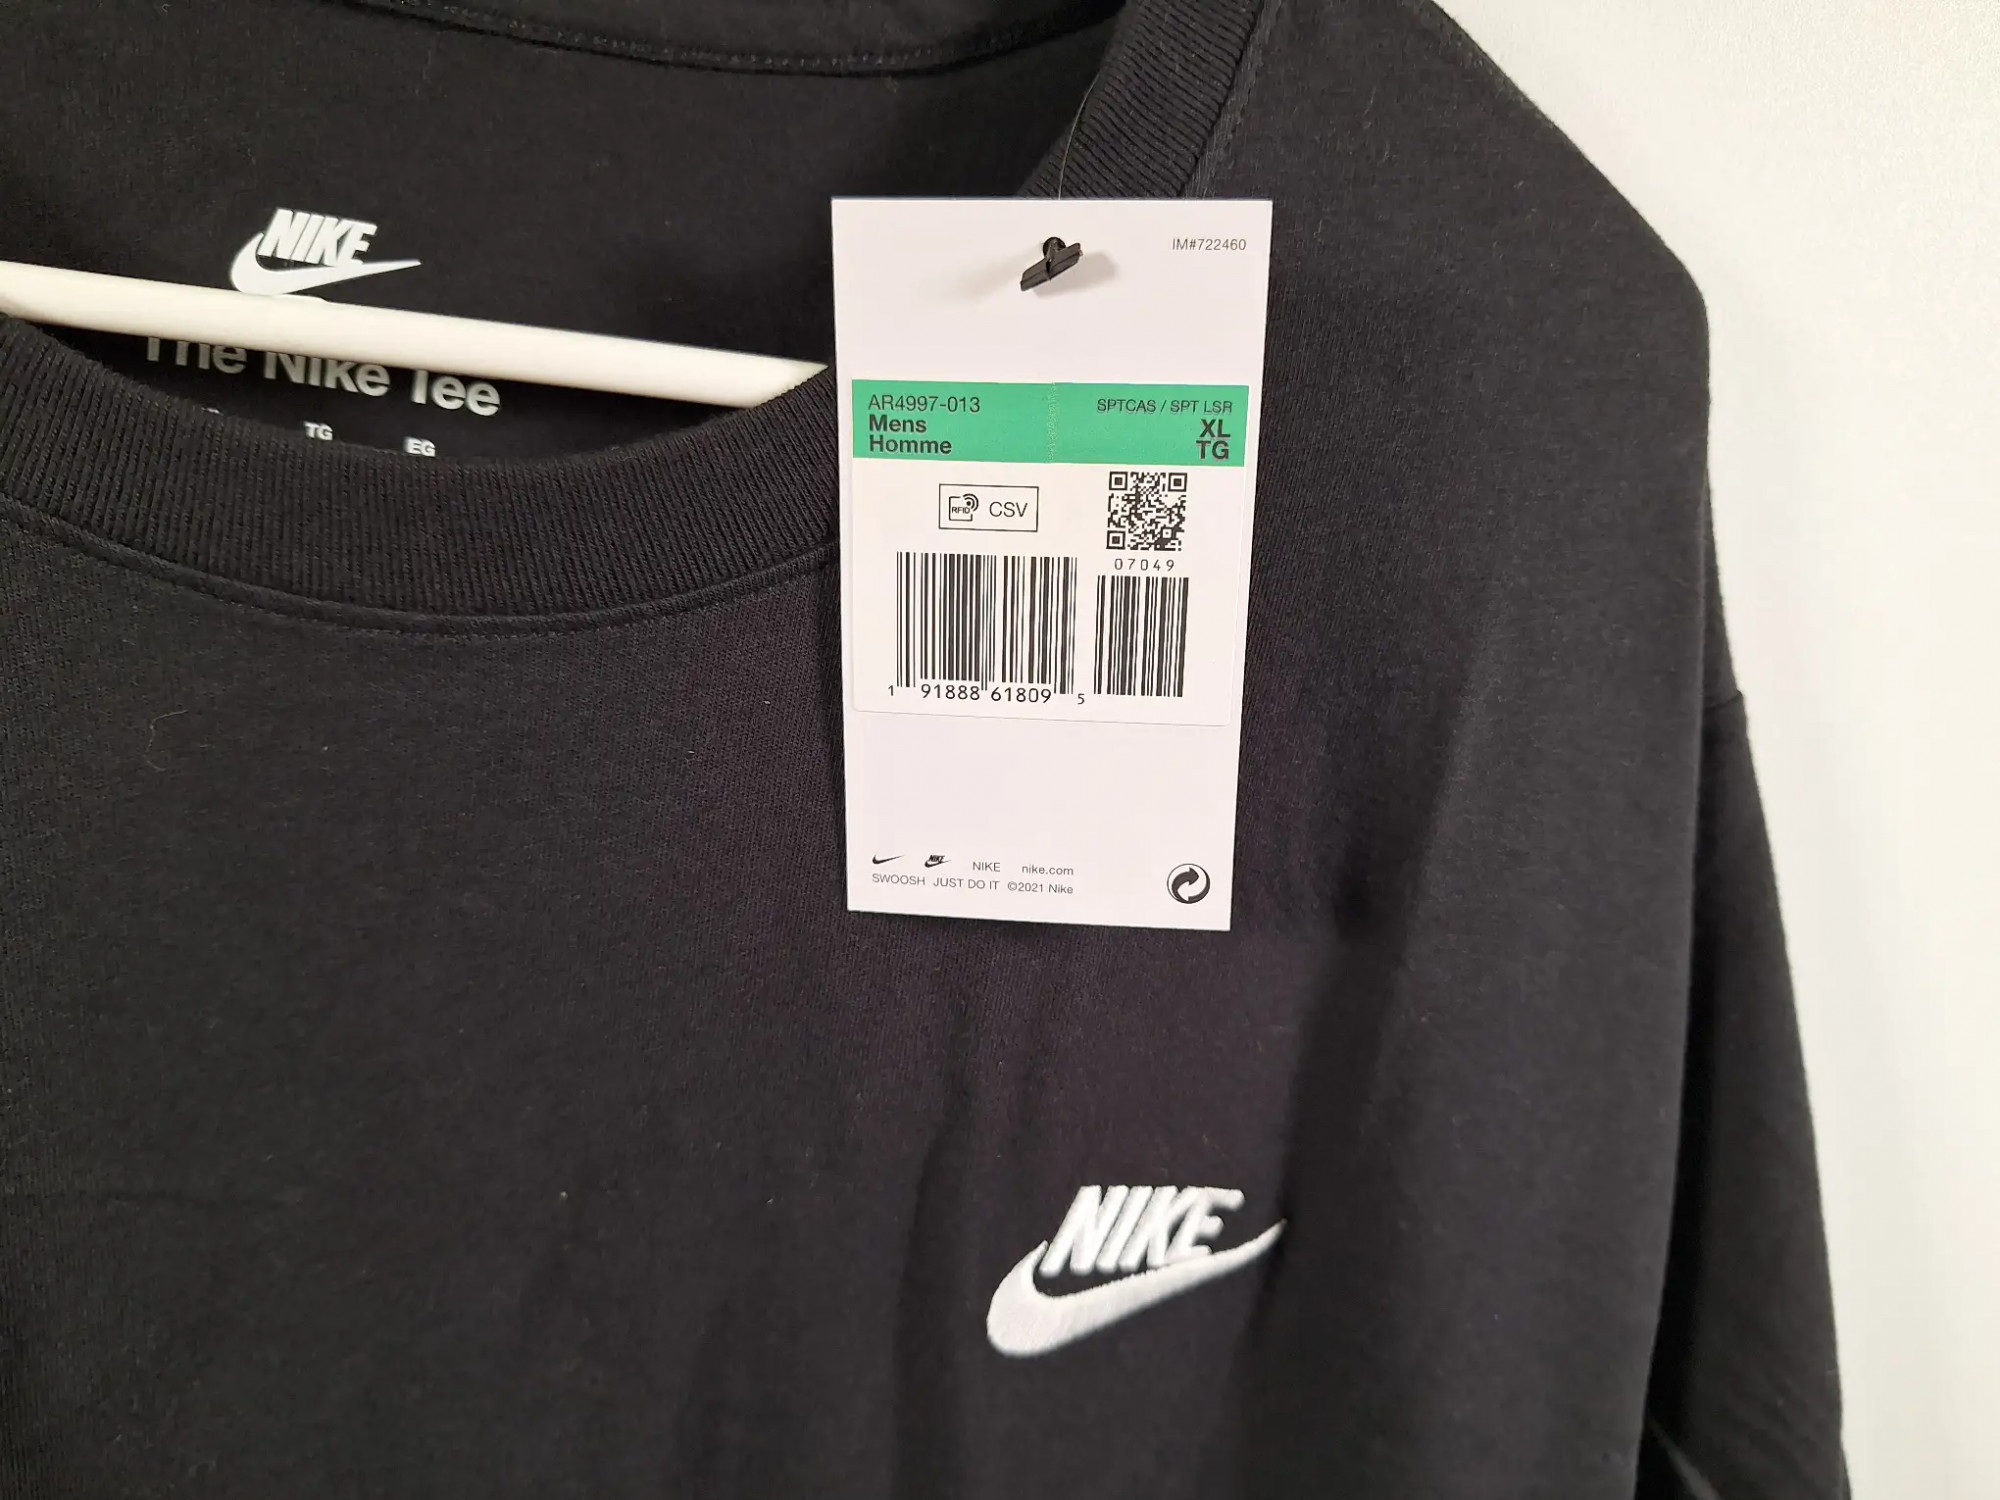 NIKE
The Nike Tee
TG
EG
IM#722460
AR4997-013
SPTCAS / SPT LSR
Mens
XL
Homme
TG
RFID
CSV
07049
1 91888 61809 5
NIKE
NIKE nike.com
SWOOSH JUST DO IT ©2021 Nike
NIKE